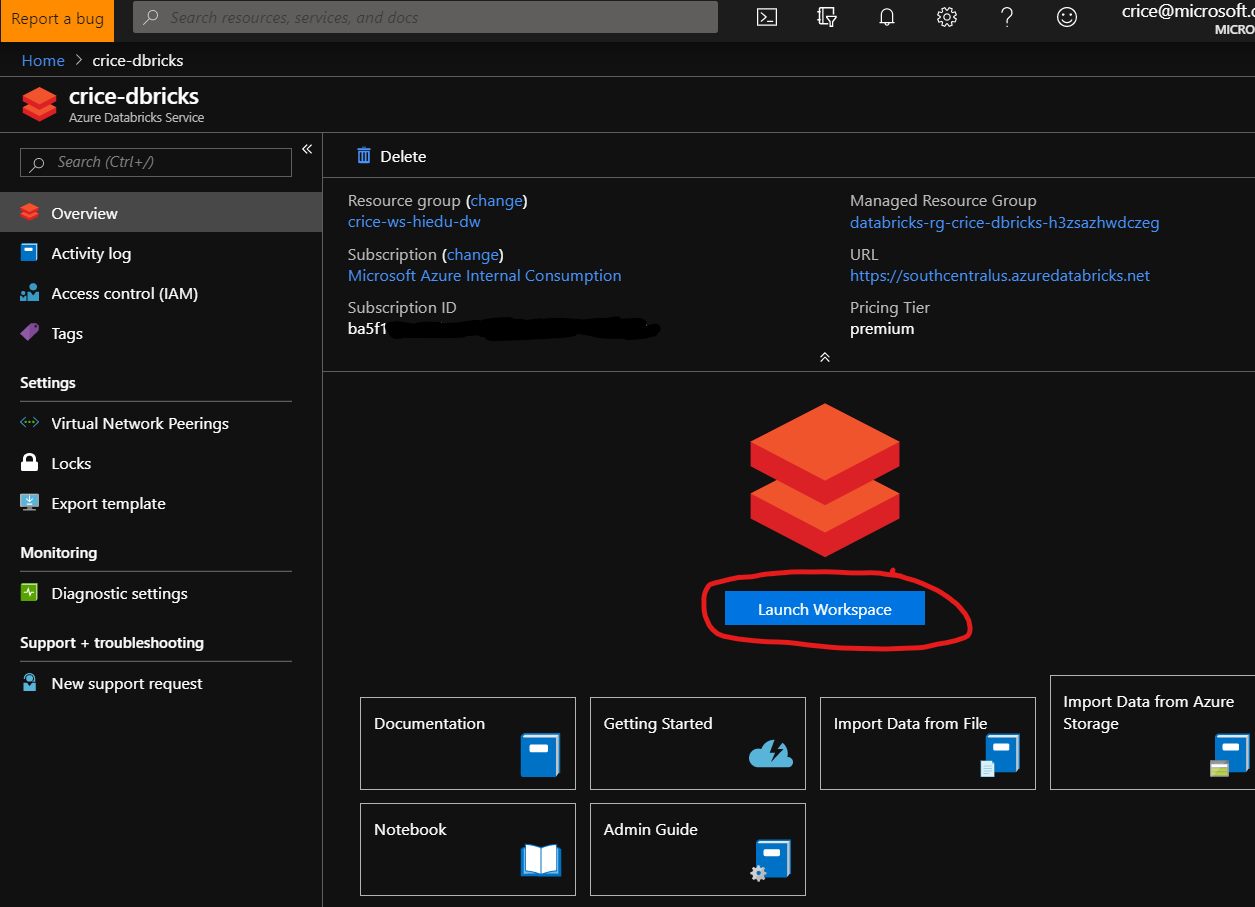 Report a bug
Search resources, services, and docs
crice@microsoft.c
MICRO
Home > crice-dbricks
crice-dbricks
Azure Databricks Service
Search (Ctrl+/)
«
Overview
Activity log
Access control (IAM)
Tags
Settings
Virtual Network Peerings
Locks
Export template
Monitoring
Diagnostic settings
Support + troubleshooting
New support request
Delete
Resource group (change)
crice-ws-hiedu-dw
Subscription (change)
Microsoft Azure Internal Consumption
Subscription ID
ba5f1
Managed Resource Group
databricks-rg-crice-dbricks-h3zsazhwdczeg
URL
https://southcentralus.azuredatabricks.net
Pricing Tier
premium
Launch Workspace
Documentation
Getting Started
Import Data from File
Import Data from Azure
Storage
Notebook
Admin Guide